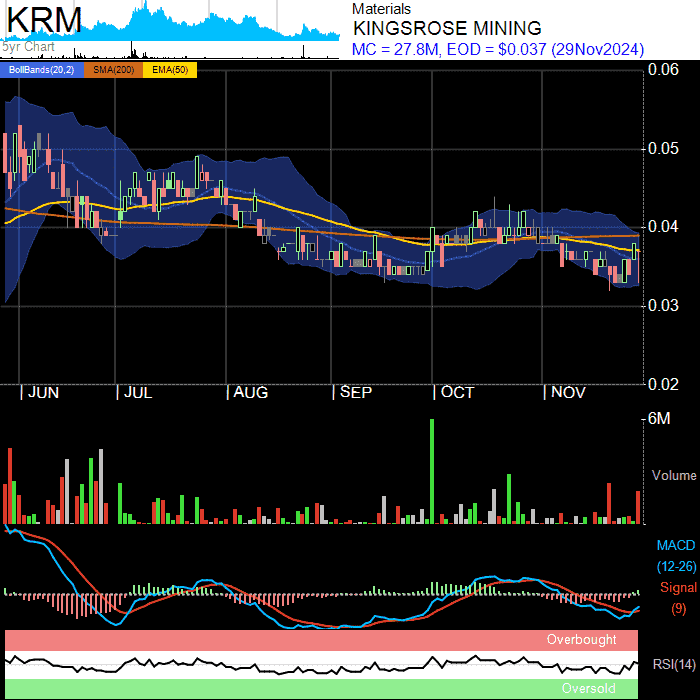 KRM
5yr Chart
Materials
KINGSROSE MINING
MC = 27.8M, EOD = $0.037 (29Nov2024)
BollBands(20,2) SMA(200) EMA(50)
0.06
0.05
0.04
0.03
0.02
| JUN | JUL | AUG | SEP | OCT | NOV
6M
Volume
MACD
(12-26)
Signal
(9)
Overbought
RSI(14)
Oversold